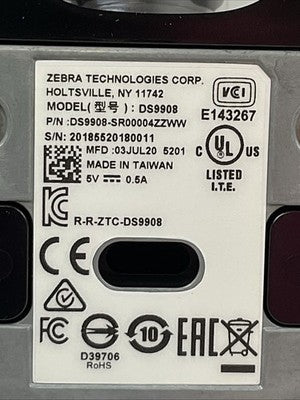 ZEBRA TECHNOLOGIES CORP.
HOLTSVILLE, NY 11742
MODEL(型号): DS9908
P/N: DS9908-SR00004ZZWW
S/N: 20185520180011
MFD :03JUL20 5201
MADE IN TAIWAN
5V ⎓ 0.5A
VCI
E143267
C UL US
LISTED
I.T.E.
R-R-ZTC-DS9908
FC CE
D39706
RoHS
10
EAC